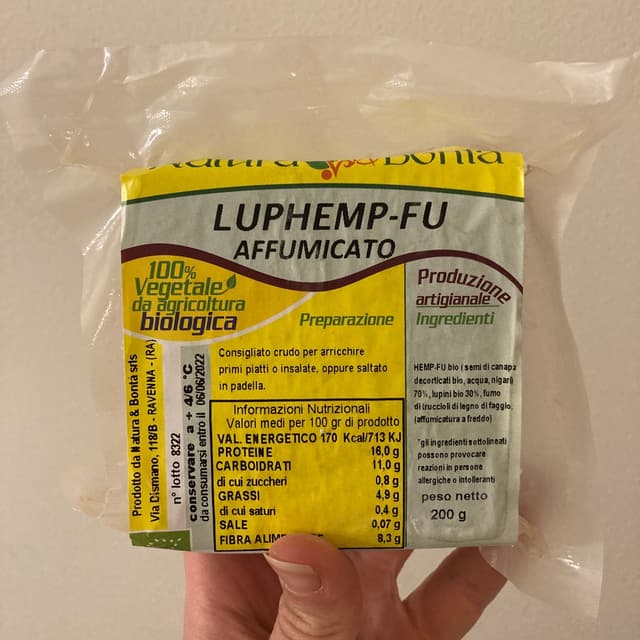 Natura e Bontà
LUPHEMP-FU
AFFUMICATO
100%
Vegetale
da agricoltura
biologica
Preparazione
Consigliato crudo per arricchire
primi piatti o insalate, oppure saltato
in padella.
Informazioni Nutrizionali
Valori medi per 100 gr di prodotto
VAL. ENERGETICO 170 Kcal/713 KJ
PROTEINE 16,0 g
CARBOIDRATI 11,0 g
di cui zuccheri 0,8 g
GRASSI 4,9 g
di cui saturi 0,4 g
SALE 0,07 g
FIBRA 8,3 g
Produzione
artigianale
Ingredienti
HEMP-FU bio (semi di canapa
decorticati bio, acqua, nigari)
70%, lupini bio 30%, fumo
di truccioli di legno di faggio.
(affumicatura a freddo)
*gli ingredienti sottolineati
possono provocare
reazioni in persone
allergiche o intolleranti
peso netto
200 g
Prodotto da Natura & Bontà srls
Via Dismano, 118/B - RAVENNA - (RA)
n° lotto 8322
conservare a + 4/6 °C
da consumarsi entro il 06/06/2022